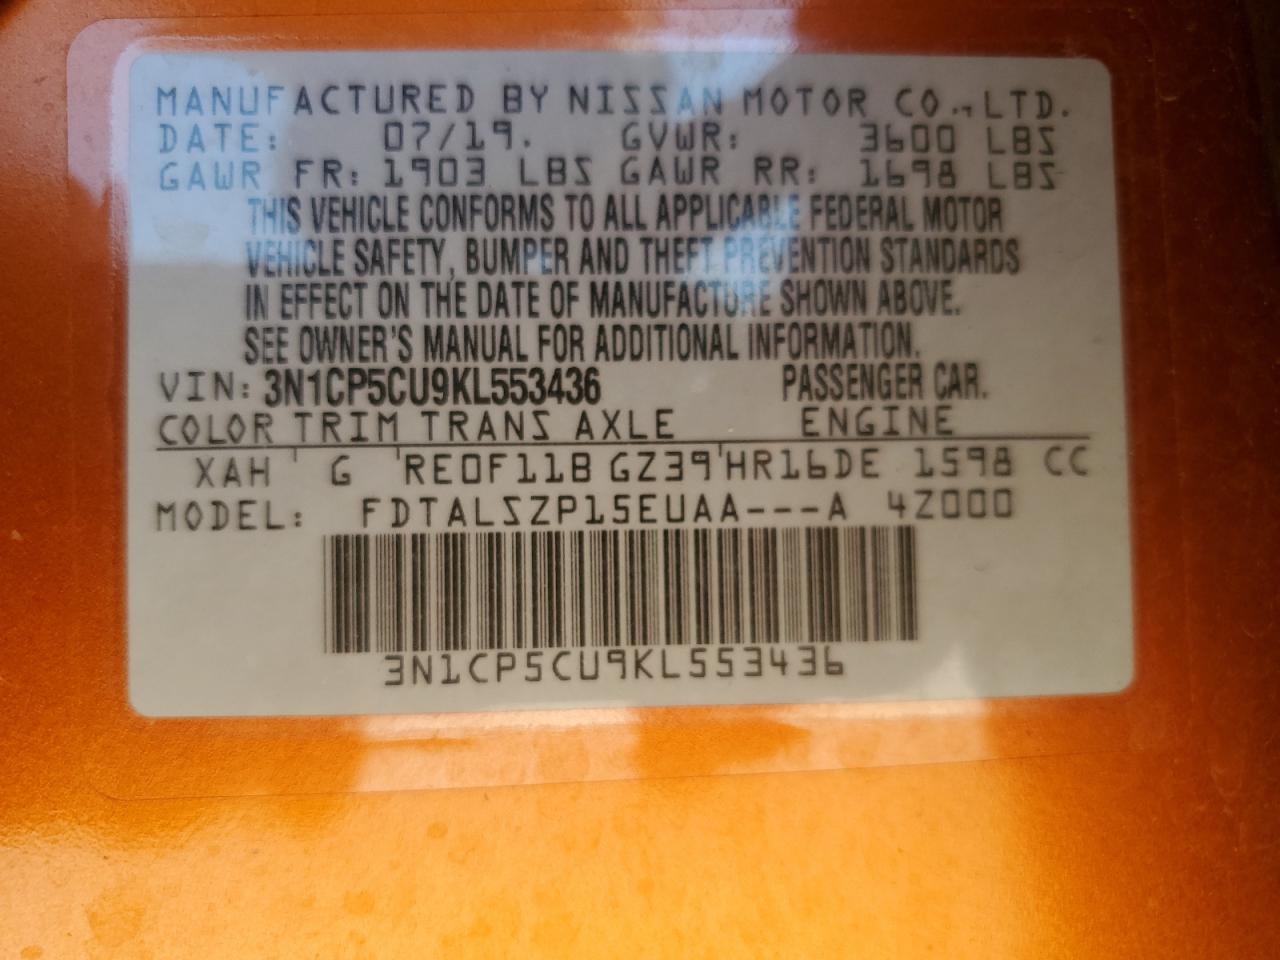 MANUFACTURED BY NISSAN MOTOR CO.,LTD.
DATE: 07/19. GVWR: 3600 LBS
GAWR FR: 1903 LBS GAWR RR: 1698 LBS
THIS VEHICLE CONFORMS TO ALL APPLICABLE FEDERAL MOTOR
VEHICLE SAFETY, BUMPER AND THEFT PREVENTION STANDARDS
IN EFFECT ON THE DATE OF MANUFACTURE SHOWN ABOVE.
SEE OWNER'S MANUAL FOR ADDITIONAL INFORMATION.
VIN: 3N1CP5CU9KL553436 PASSENGER CAR.
COLOR TRIM TRANS AXLE ENGINE
XAH G RE0F11B GZ39 HR16DE 1598 CC
MODEL: FDTALSZP15EUAA---A 4Z000
3N1CP5CU9KL553436